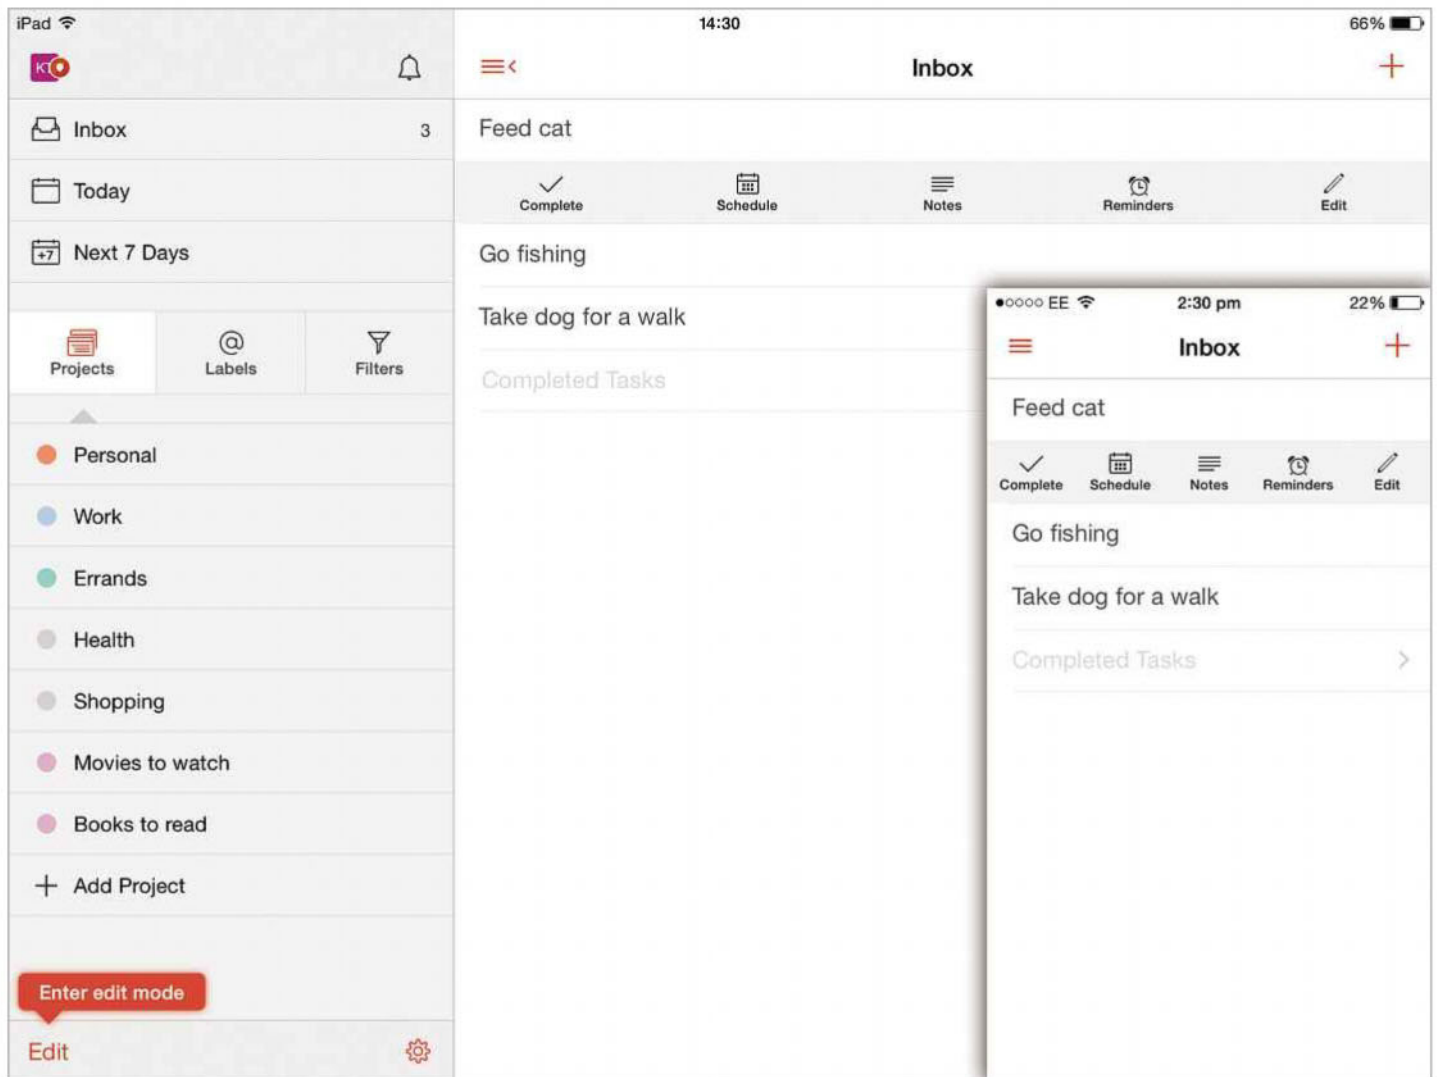 iPad 14:30 66%
KT
Inbox
Inbox 3
Today
Next 7 Days
+7
Projects Labels Filters
Personal
Work
Errands
Health
Shopping
Movies to watch
Books to read
Add Project
Enter edit mode
Edit
Feed cat
Complete Schedule Notes Reminders Edit
Go fishing
Take dog for a walk
Completed Tasks
EE 2:30 pm 22%
Inbox
Feed cat
Complete Schedule Notes Reminders Edit
Go fishing
Take dog for a walk
Completed Tasks